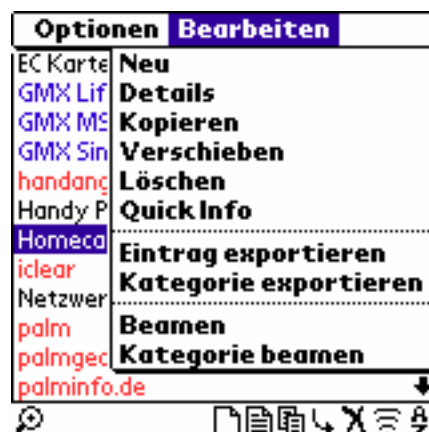 Optionen Bearbeiten
EC Karte
GMX Lif
GMX MS
GMX Sin
handang
Handy P
Homeca
iclear
Netzwer
palm
palmgec
palminfo.de
Neu
Details
Kopieren
Verschieben
Löschen
Quick Info
Eintrag exportieren
Kategorie exportieren
Beamen
Kategorie beamen